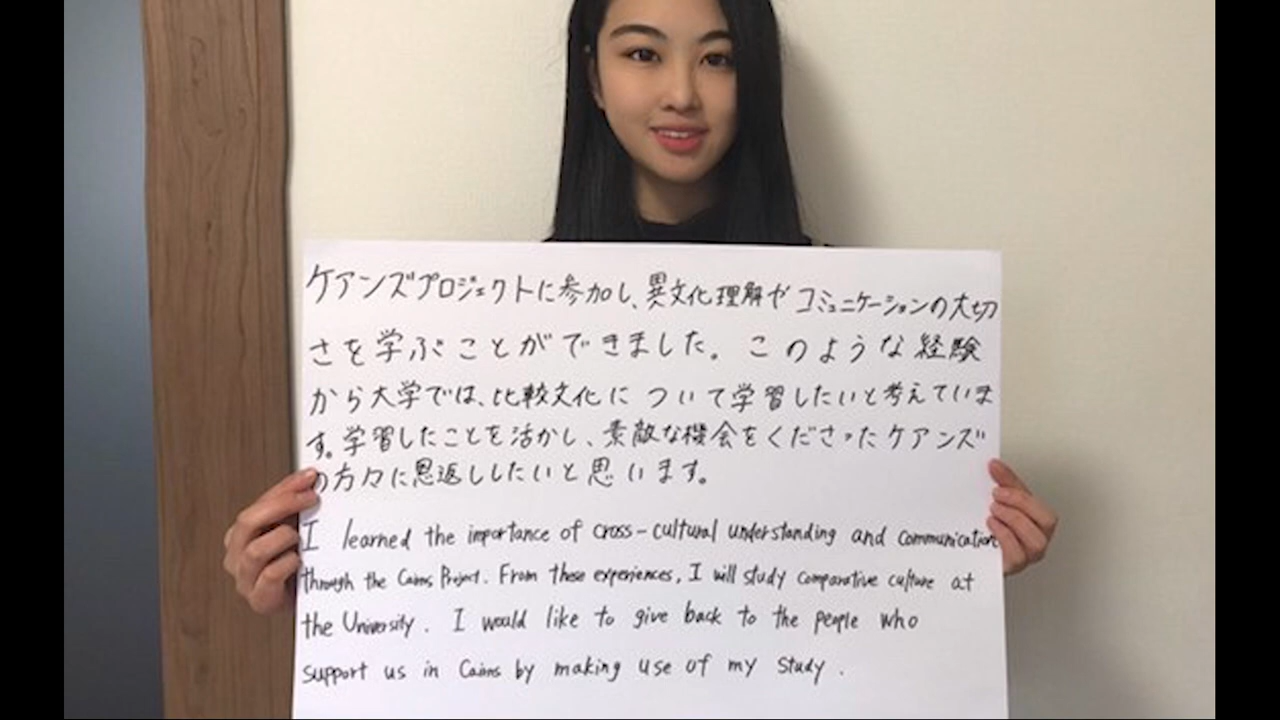 ケアンズプロジェクトに参加し、異文化理解やコミュニケーションの大切
さを学ぶことができました。このような経験
から大学では、比較文化について学習したいと考えていま
す。学習したことを活かし、素敵な機会をくださったケアンズ
の方々に恩返ししたいと思います。
I learned the importance of cross-cultural understanding and communication
through the Cairns Project. From these experiences, I will study comparative culture at
the University. I would like to give back to the people who
support us in Cairns by making use of my study.